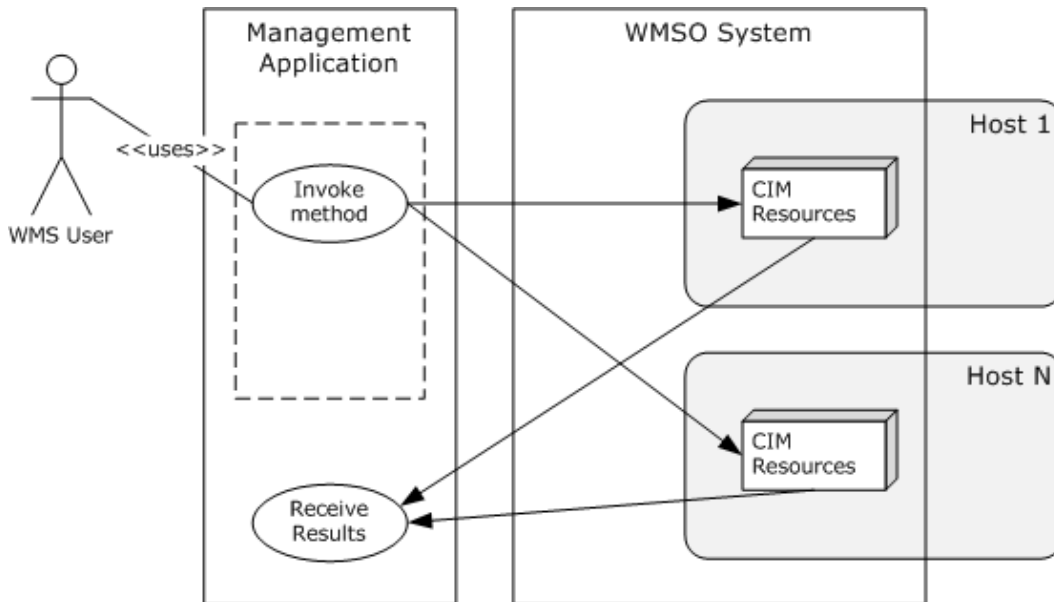 Management
Application
WMSO System
Host 1
<<uses>>
Invoke
method
CIM
Resources
WMS User
Host N
CIM
Resources
Receive
Results